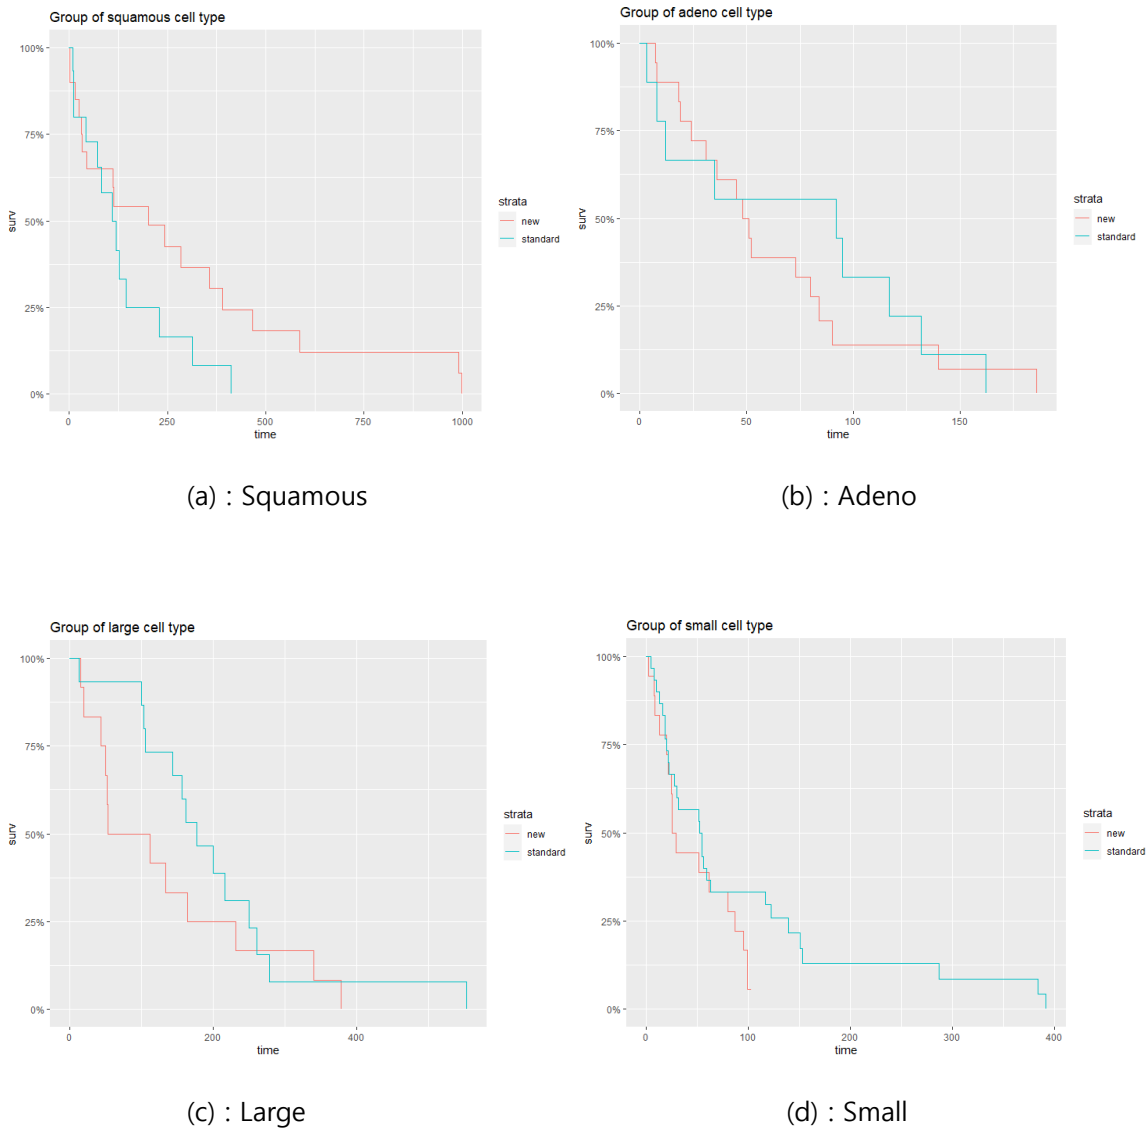 Group of squamous cell type
100%
75%
50%
25%
0%
surv
0
250
500
750
1000
time
strata
new
standard
(a) : Squamous
Group of adeno cell type
100%
75%
50%
25%
0%
surv
0
50
100
150
time
strata
new
standard
(b) : Adeno
Group of large cell type
100%
75%
50%
25%
0%
surv
0
200
400
time
strata
new
standard
(c) : Large
Group of small cell type
100%
75%
50%
25%
0%
surv
0
100
200
300
400
time
strata
new
standard
(d) : Small